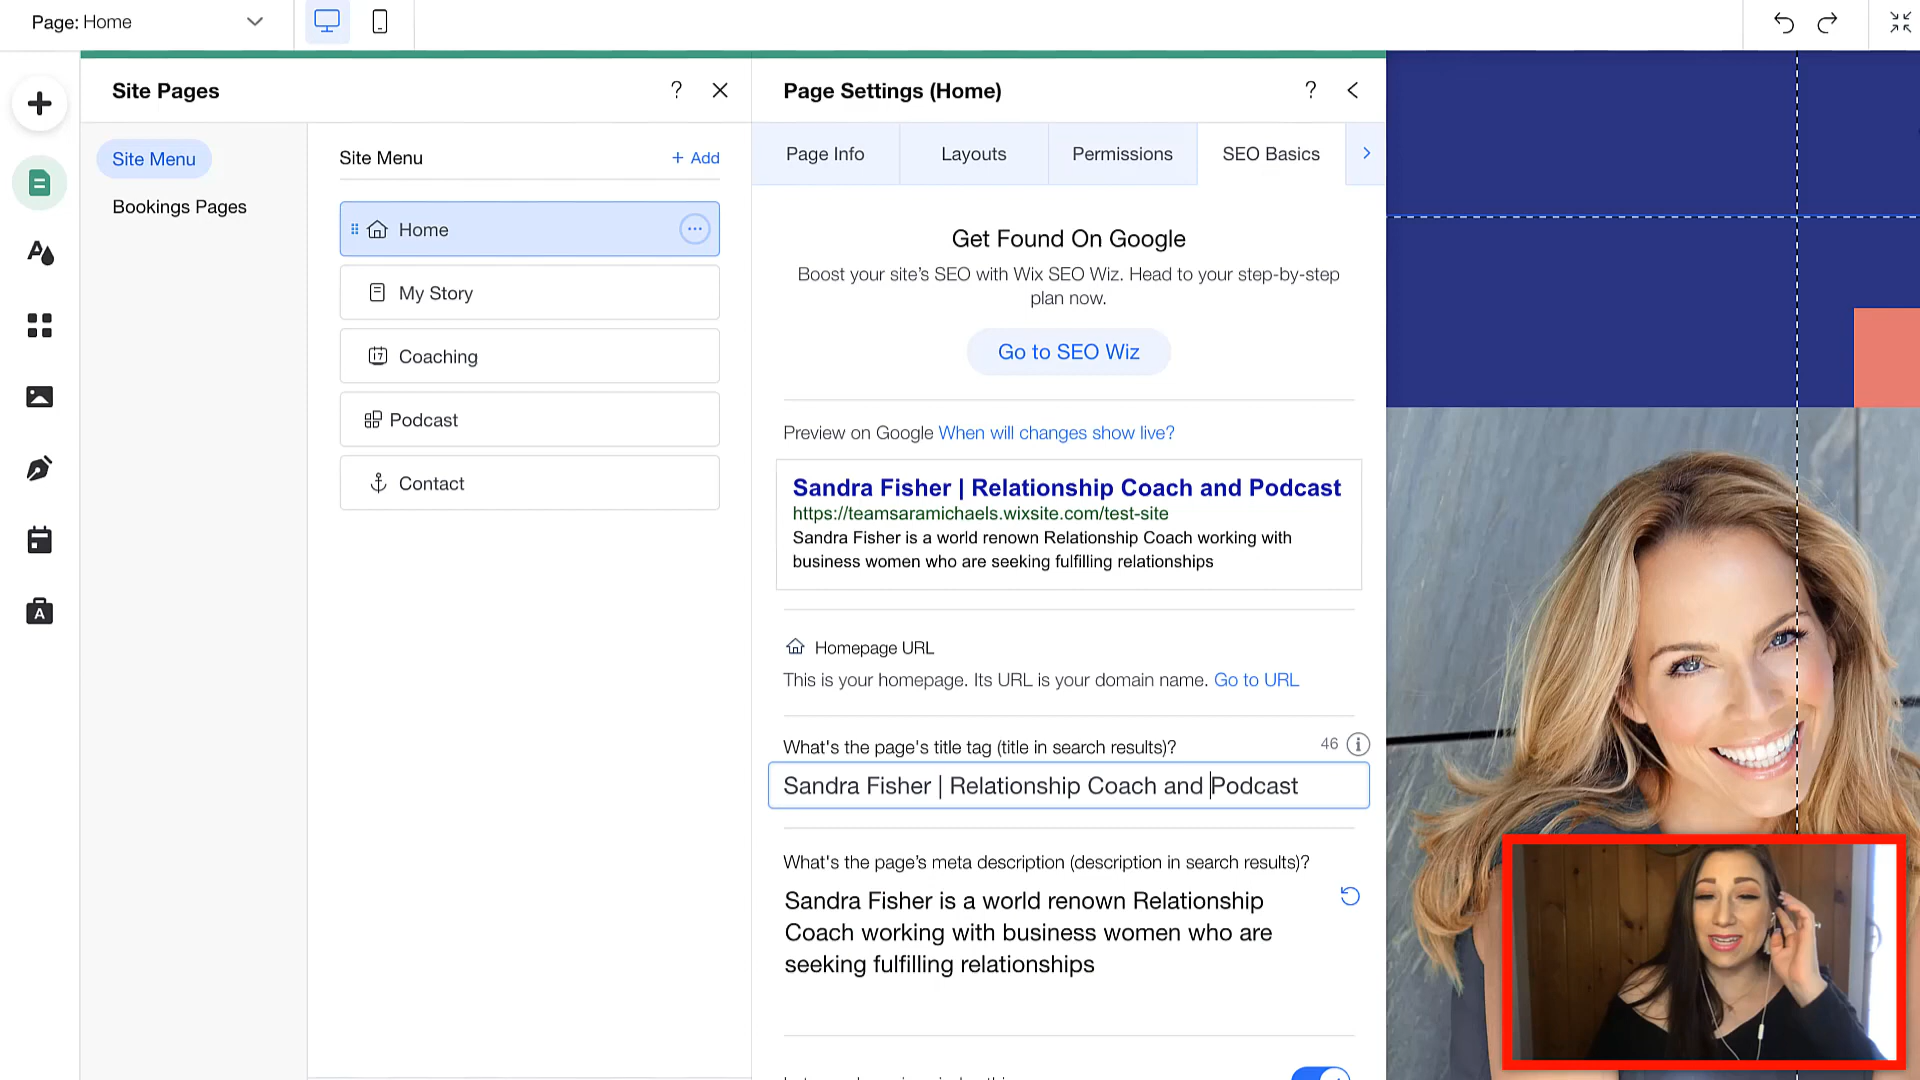 Page: Home
Site Pages
?
Page Settings (Home)
?
Site Menu
Bookings Pages
Site Menu
+ Add
Home
My Story
17
Coaching
Podcast
Contact
Page Info
Layouts
Permissions
SEO Basics
Get Found On Google
Boost your site's SEO with Wix SEO Wiz. Head to your step-by-step
plan now.
Go to SEO Wiz
Preview on Google When will changes show live?
Sandra Fisher | Relationship Coach and Podcast
https://teamsaramichaels.wixsite.com/test-site
Sandra Fisher is a world renown Relationship Coach working with
business women who are seeking fulfilling relationships
Homepage URL
This is your homepage. Its URL is your domain name. Go to URL
What's the page's title tag (title in search results)?
46
Sandra Fisher | Relationship Coach and Podcast
What's the page's meta description (description in search results)?
Sandra Fisher is a world renown Relationship
Coach working with business women who are
seeking fulfilling relationships